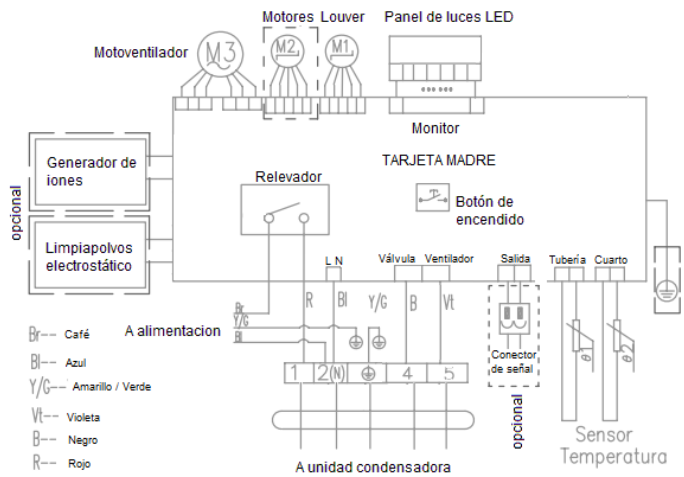 Motores Louver
Panel de luces LED
Motoventilador
M3
M2
M1
Monitor
TARJETA MADRE
opcional
Generador de
iones
Relevador
Botón de
encendido
Limpiapolvos
electrostático
L N
Válvula
Ventilador
Salida
Tubería
Cuarto
Br
Y/G
Bl
R
Bl
Y/G
B
Vt
A alimentacion
Conector
de señal
opcional
θ1
θ2
1
2(N)
4
5
Br-- Café
Bl-- Azul
Y/G-- Amarillo / Verde
Vt-- Violeta
B-- Negro
R-- Rojo
A unidad condensadora
Sensor
Temperatura